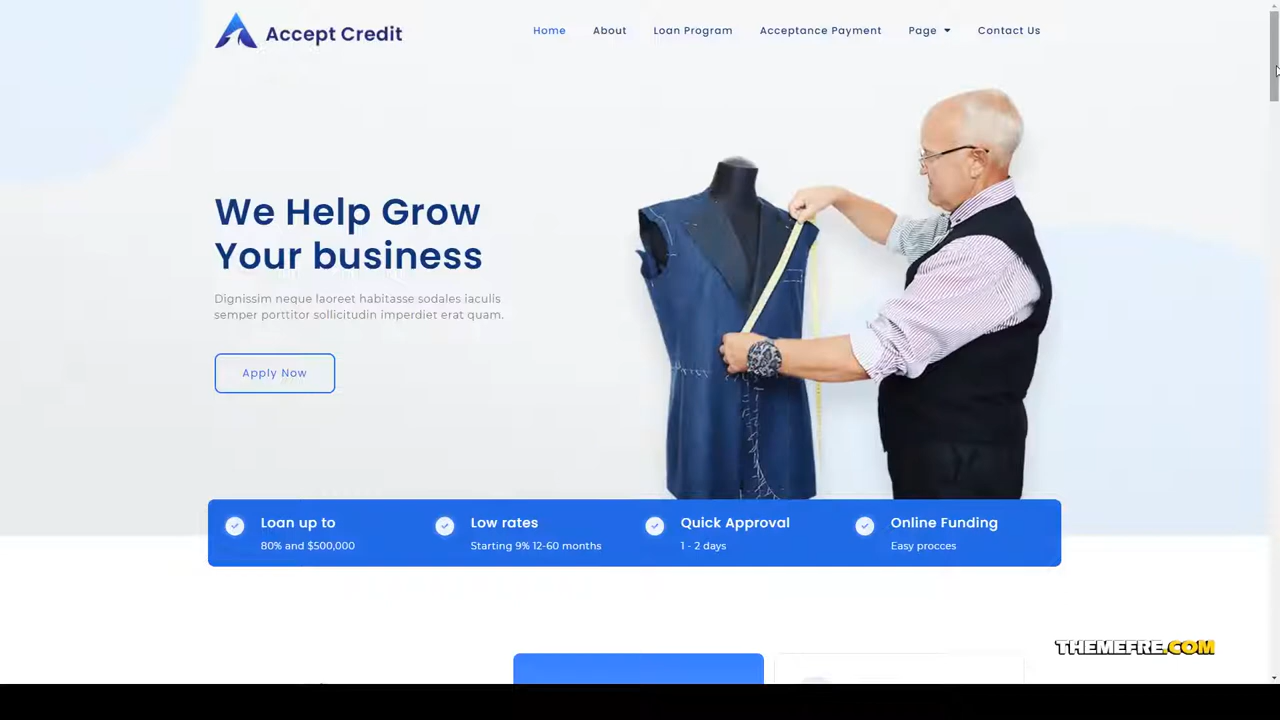 Accept Credit
Home About Loan Program Acceptance Payment Page Contact Us
We Help Grow
Your business
Dignissim neque laoreet habitasse sodales iaculls
semper porttitor sollicitudin imperdiet erat quam.
Apply Now
Loan up to
80% and $500,000
Low rates
Starting 9% 12-60 months
Quick Approval
1 - 2 days
Online Funding
Easy procces
THEMEFRE.COM